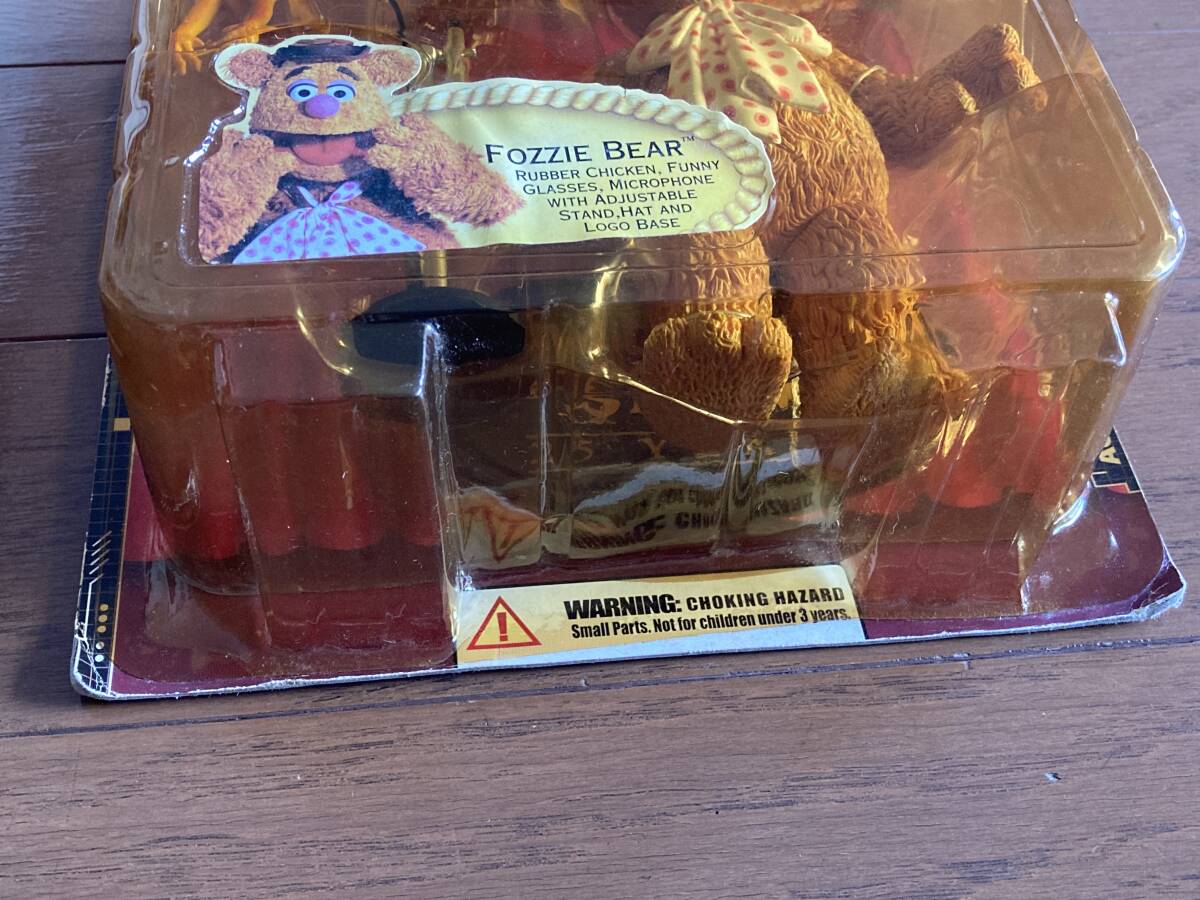 FOZZIE BEAR™
RUBBER CHICKEN, FUNNY
GLASSES, MICROPHONE
WITH ADJUSTABLE
STAND,HAT AND
LOGO BASE
WARNING: CHOKING HAZARD
Small Parts. Not for children under 3 years.